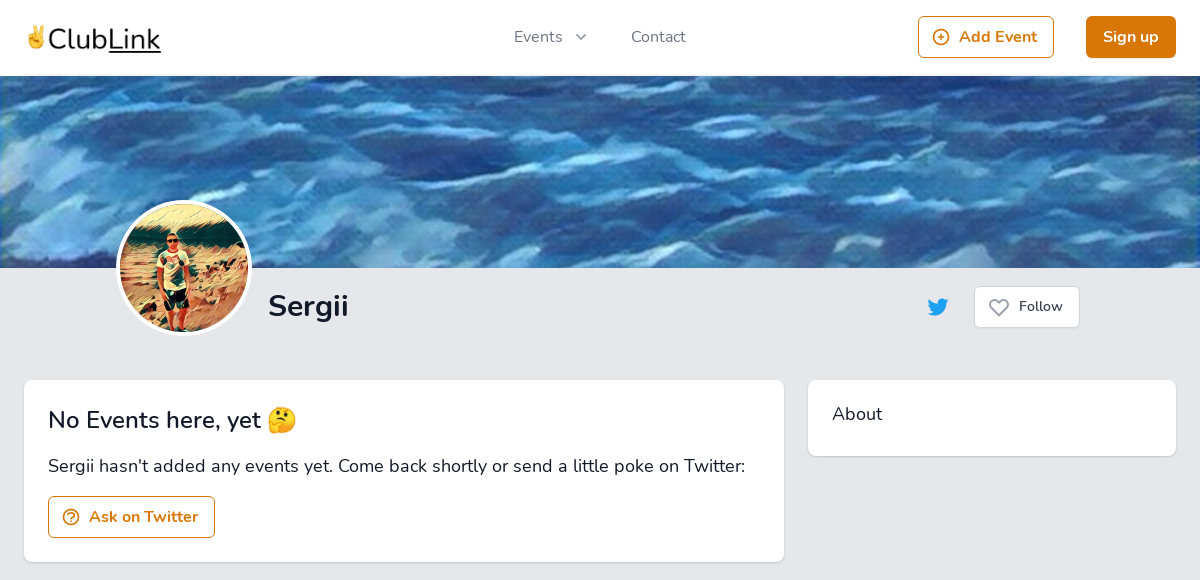 ✌️ClubLink
Events
Contact
Add Event
Sign up
Sergii
Follow
No Events here, yet 🤔
Sergii hasn't added any events yet. Come back shortly or send a little poke on Twitter:
Ask on Twitter
About